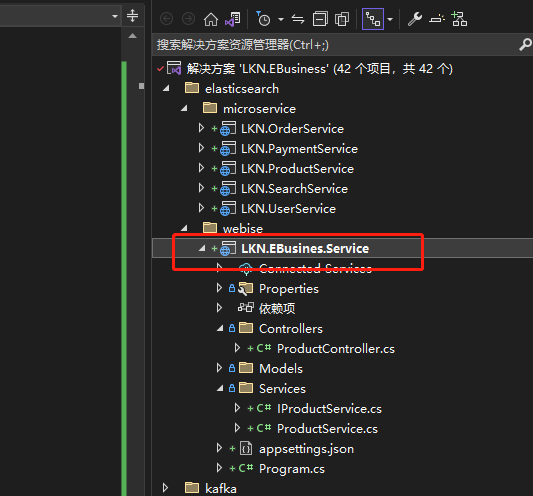 搜索解决方案资源管理器(Ctrl+;)
解决方案 'LKN.EBusiness' (42 个项目，共 42 个)
elasticsearch
microservice
LKN.OrderService
LKN.PaymentService
LKN.ProductService
LKN.SearchService
LKN.UserService
webise
LKN.EBusines.Service
Connected Services
Properties
依赖项
Controllers
C# ProductController.cs
Models
Services
C# IProductService.cs
C# ProductService.cs
appsettings.json
C# Program.cs
kafka